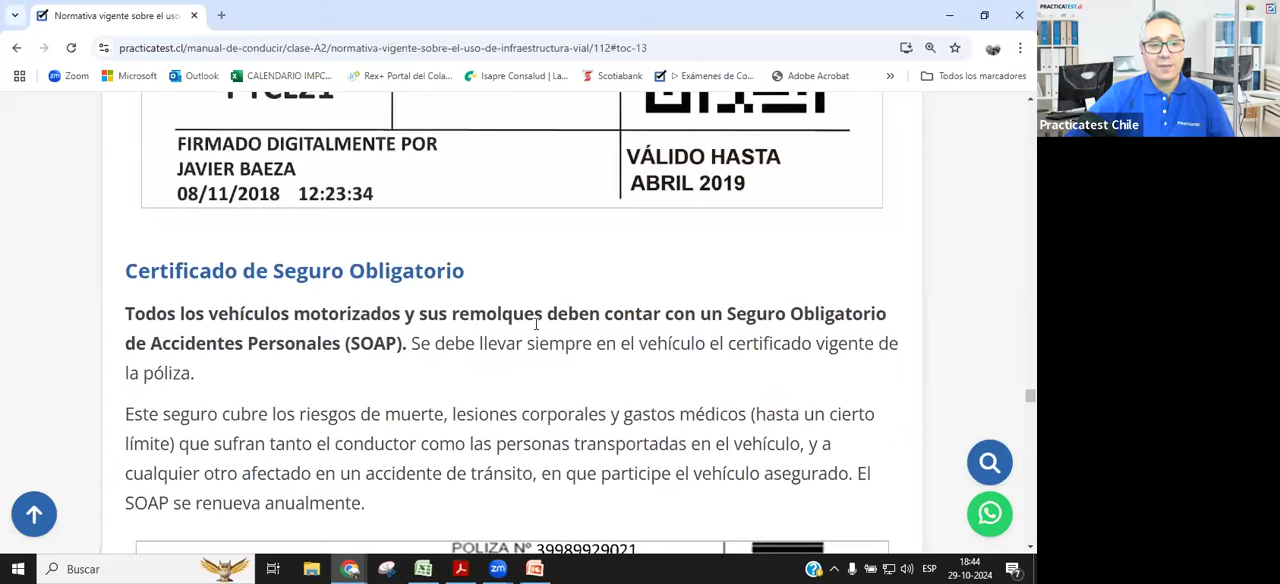 Normativa vigente sobre el uso
practicatest.cl/manual-de-conducir/clase-A2/normativa-vigente-sobre-el-uso-de-infraestructura-vial/112#toc-13
Zoom
Microsoft
Outlook
CALENDARIO IMPC...
Rex+ Portal del Cola...
Isapre Consalud | La...
Scotiabank
▷ Exámenes de Co...
Adobe Acrobat
»
Todos los marcadores
PRACTICATEST.cl
Practicatest Chile
FIRMADO DIGITALMENTE POR
JAVIER BAEZA
08/11/2018 12:23:34
VÁLIDO HASTA
ABRIL 2019
Certificado de Seguro Obligatorio
Todos los vehículos motorizados y sus remolques deben contar con un Seguro Obligatorio
de Accidentes Personales (SOAP). Se debe llevar siempre en el vehículo el certificado vigente de
la póliza.
Este seguro cubre los riesgos de muerte, lesiones corporales y gastos médicos (hasta un cierto
límite) que sufran tanto el conductor como las personas transportadas en el vehículo, y a
cualquier otro afectado en un accidente de tránsito, en que participe el vehículo asegurado. El
SOAP se renueva anualmente.
POLIZA Nº 39989929021
Buscar
ESP
18:44
29-10-2024